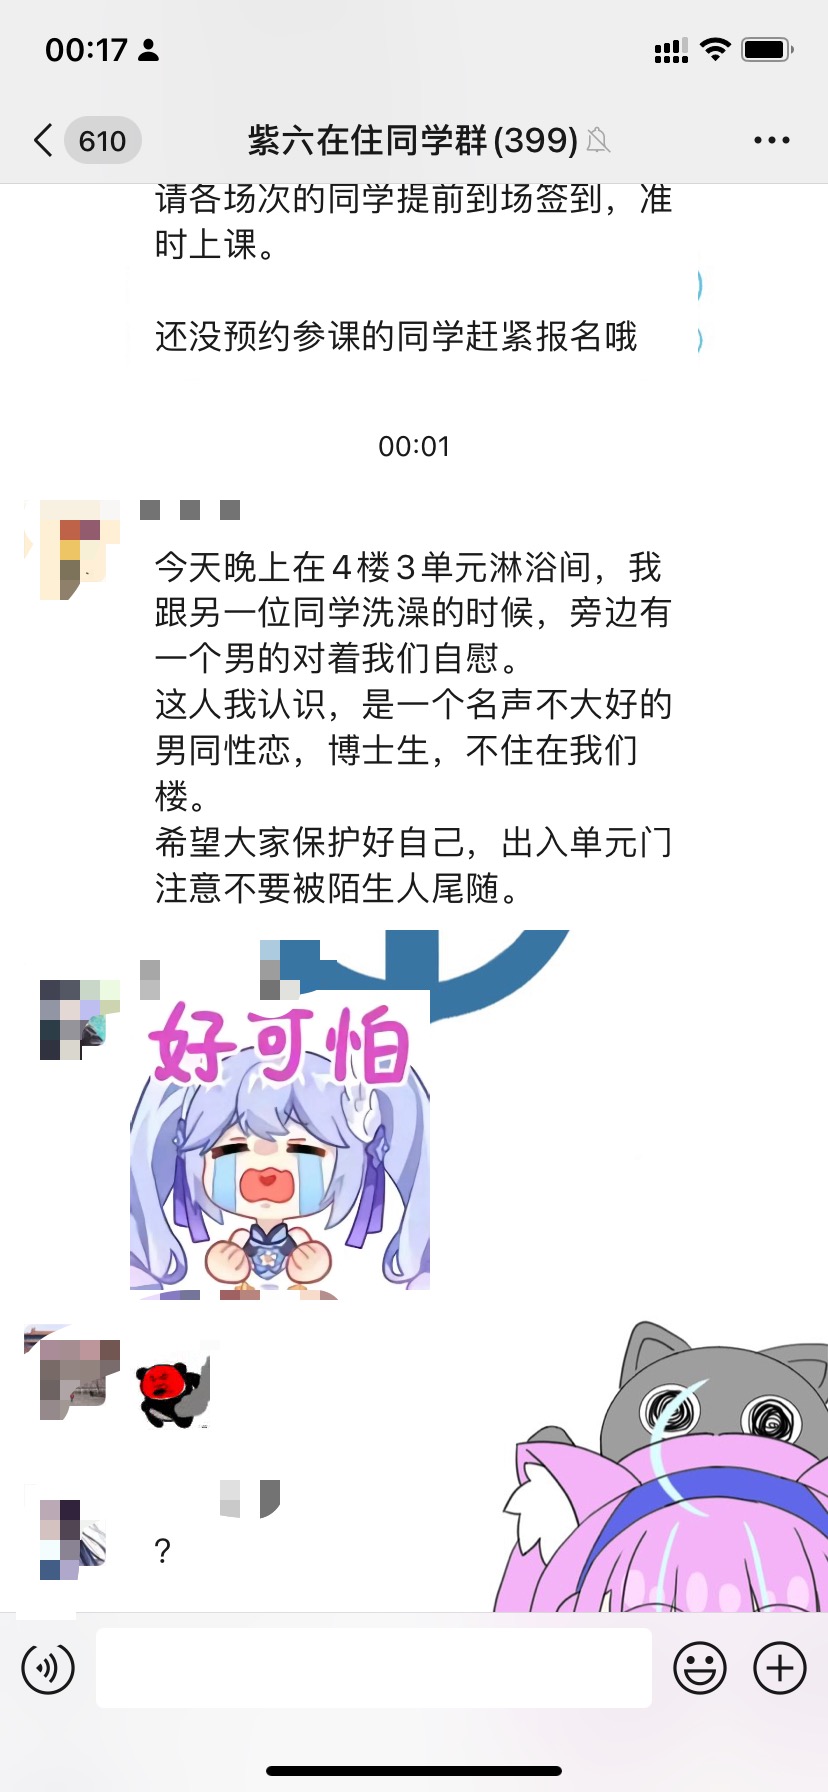 00:17
610
紫六在住同学群(399)
请各场次的同学提前到场签到，准
时上课。
还没预约参课的同学赶紧报名哦
00:01
今天晚上在4楼3单元淋浴间，我
跟另一位同学洗澡的时候，旁边有
一个男的对着我们自慰。
这人我认识，是一个名声不大好的
男同性恋，博士生，不住在我们
楼。
希望大家保护好自己，出入单元门
注意不要被陌生人尾随。
好可怕
?